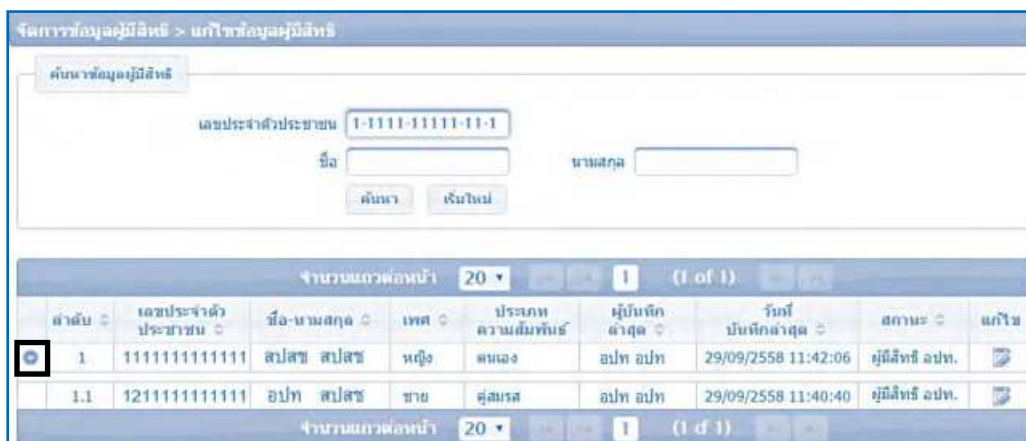 จัดการข้อมูลผู้มีสิทธิ > แก้ไขข้อมูลผู้มีสิทธิ
ค้นหาข้อมูลผู้มีสิทธิ
เลขประจำตัวประชาชน 1-1111-11111-11-1
ชื่อ นามสกุล
ค้นหา เริ่มใหม่
จำนวนแถวต่อหน้า 20 1 (1 of 1)
ลำดับ เลขประจำตัวประชาชน ชื่อ-นามสกุล เพศ ประเภทความสัมพันธ์ ผู้บันทึกล่าสุด วันที่บันทึกล่าสุด สถานะ แก้ไข
1 1111111111111 สปสช สปสช หญิง ตนเอง อปท อปท 29/09/2558 11:42:06 ผู้มีสิทธิ อปท.
1.1 1211111111111 อปท สปสช ชาย คู่สมรส อปท อปท 29/09/2558 11:40:40 ผู้มีสิทธิ อปท.
จำนวนแถวต่อหน้า 20 1 (1 of 1)